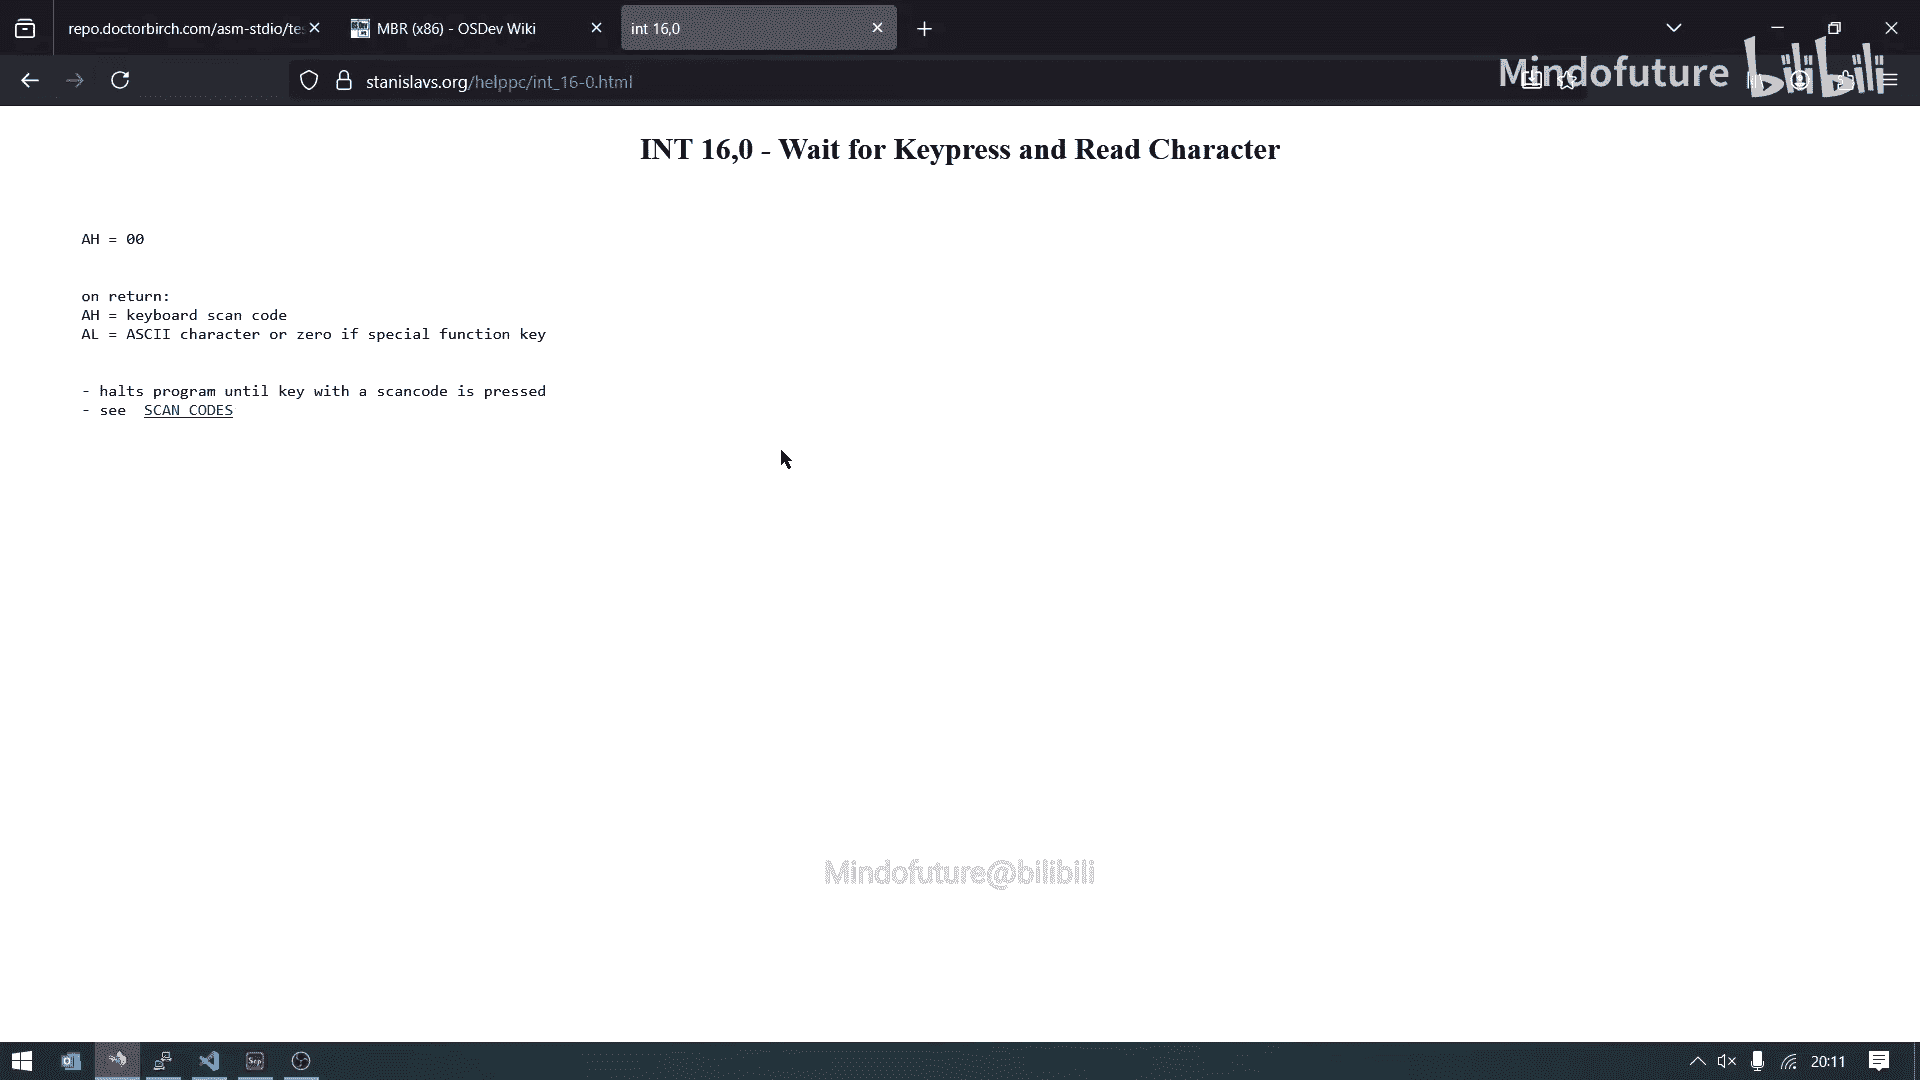 repo.doctorbirch.com/asm-stdio/te
MBR (x86) - OSDev Wiki
int 16,0
stanislavs.org/helppc/int_16-0.html
Mindofuture bilibili
INT 16,0 - Wait for Keypress and Read Character
AH = 00
on return:
AH = keyboard scan code
AL = ASCII character or zero if special function key
- halts program until key with a scancode is pressed
- see SCAN CODES
Mindofuture@bilibili
20:11